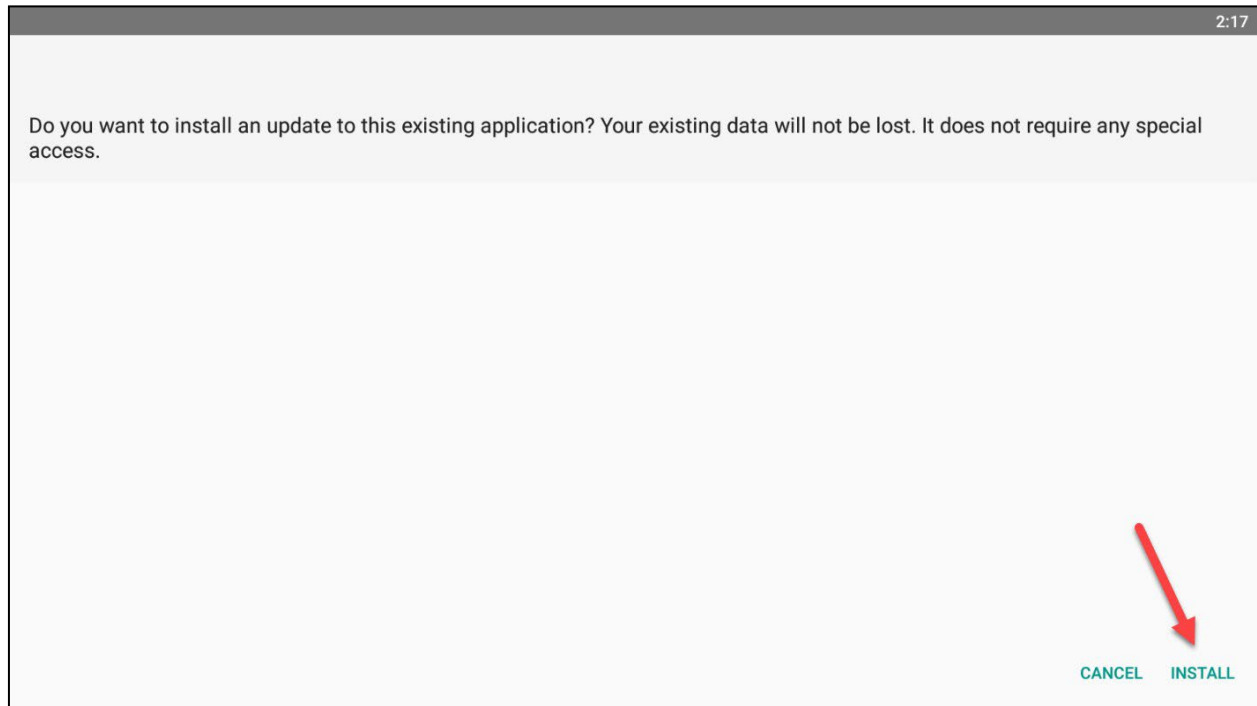 2:17
Do you want to install an update to this existing application? Your existing data will not be lost. It does not require any special
access.
CANCEL INSTALL